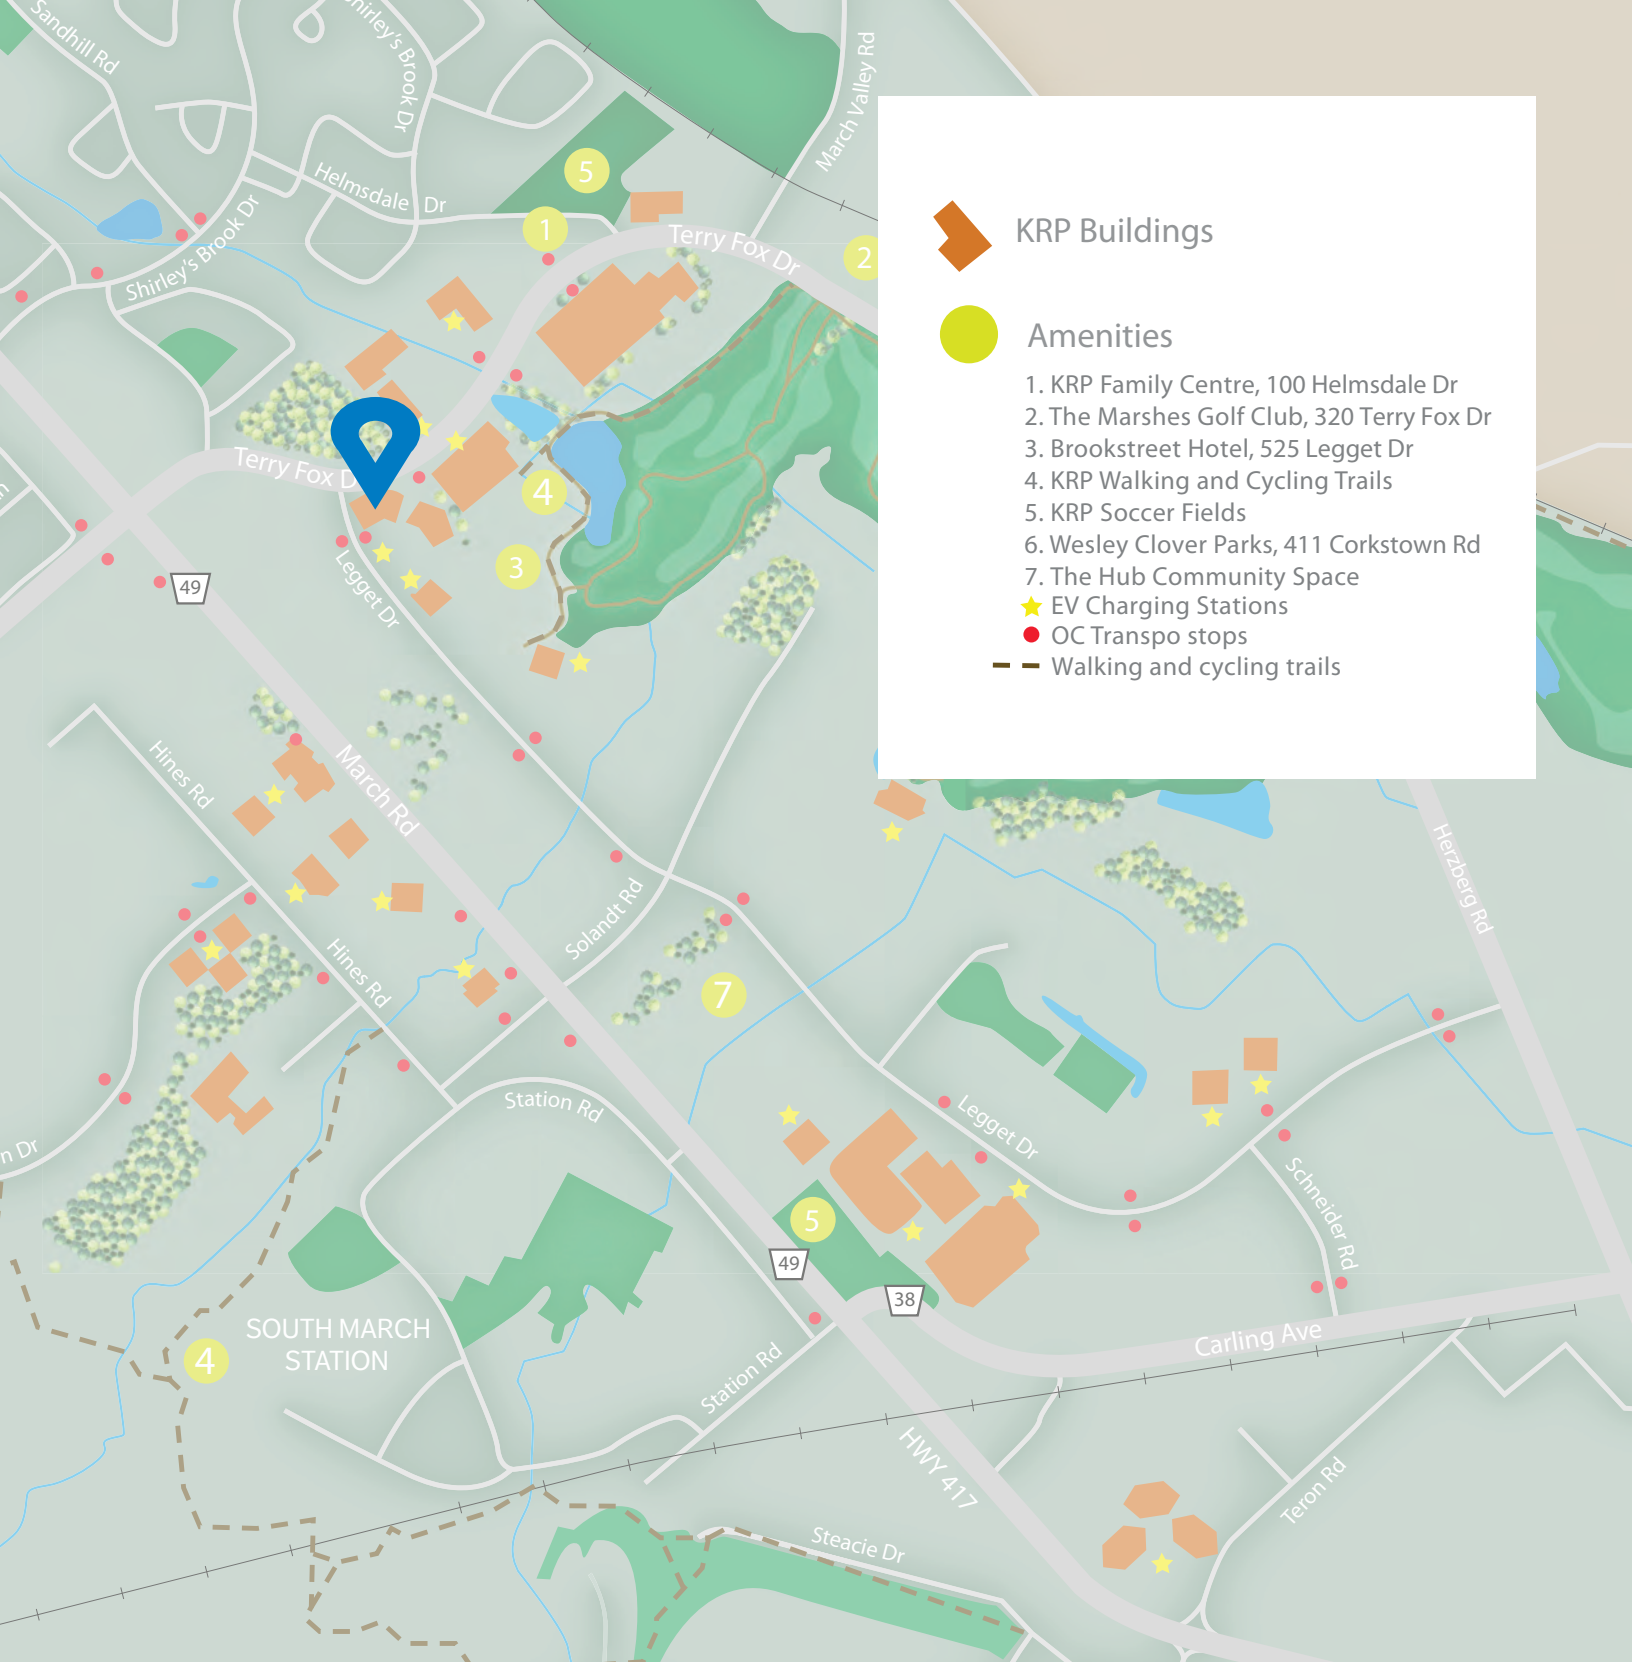 Sandhill Rd
Shirley's Brook Dr
March Valley Rd
Helmsdale Dr
5
1
Terry Fox Dr
2
Shirley's Brook Dr
KRP Buildings
Amenities
1. KRP Family Centre, 100 Helmsdale Dr
2. The Marshes Golf Club, 320 Terry Fox Dr
3. Brookstreet Hotel, 525 Legget Dr
4. KRP Walking and Cycling Trails
5. KRP Soccer Fields
6. Wesley Clover Parks, 411 Corkstown Rd
7. The Hub Community Space
EV Charging Stations
OC Transpo stops
Walking and cycling trails
Terry Fox D
4
3
49
Legget Dr
Hines Rd
March Rd
Herzberg Rd
Solandt Rd
Hines Rd
7
Station Rd
Legget Dr
n Dr
Schneider Rd
5
49
38
SOUTH MARCH
STATION
4
Carling Ave
Station Rd
HWY 417
Teron Rd
Steacie Dr